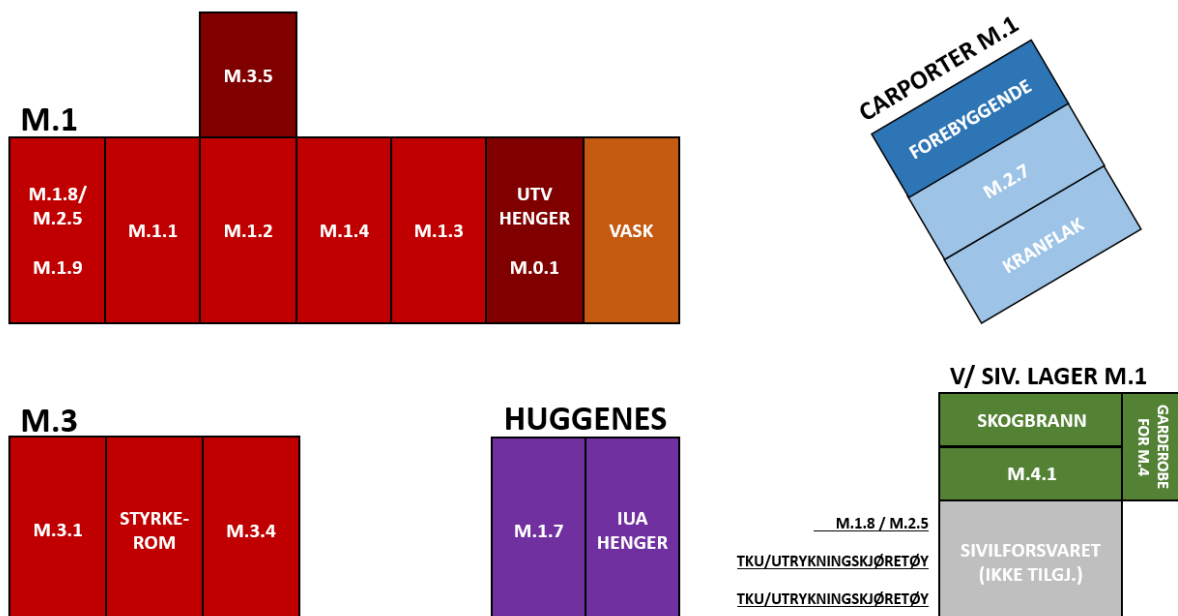 M.3.5
M.1
M.1.8/
M.2.5
M.1.9
M.1.1
M.1.2
M.1.4
M.1.3
UTV
HENGER
M.0.1
VASK
CARPORTER M.1
FOREBYGGENDE
M.2.7
KRANFLAK
M.3
M.3.1
STYRKE-
ROM
M.3.4
HUGGENES
M.1.7
IUA
HENGER
V/ SIV. LAGER M.1
SKOGBRANN
M.4.1
GARDEROBE
FOR M.4
SIVILFORSVARET
(IKKE TILGJ.)
M.1.8 / M.2.5
TKU/UTRYKNINGSKJØRETØY
TKU/UTRYKNINGSKJØRETØY